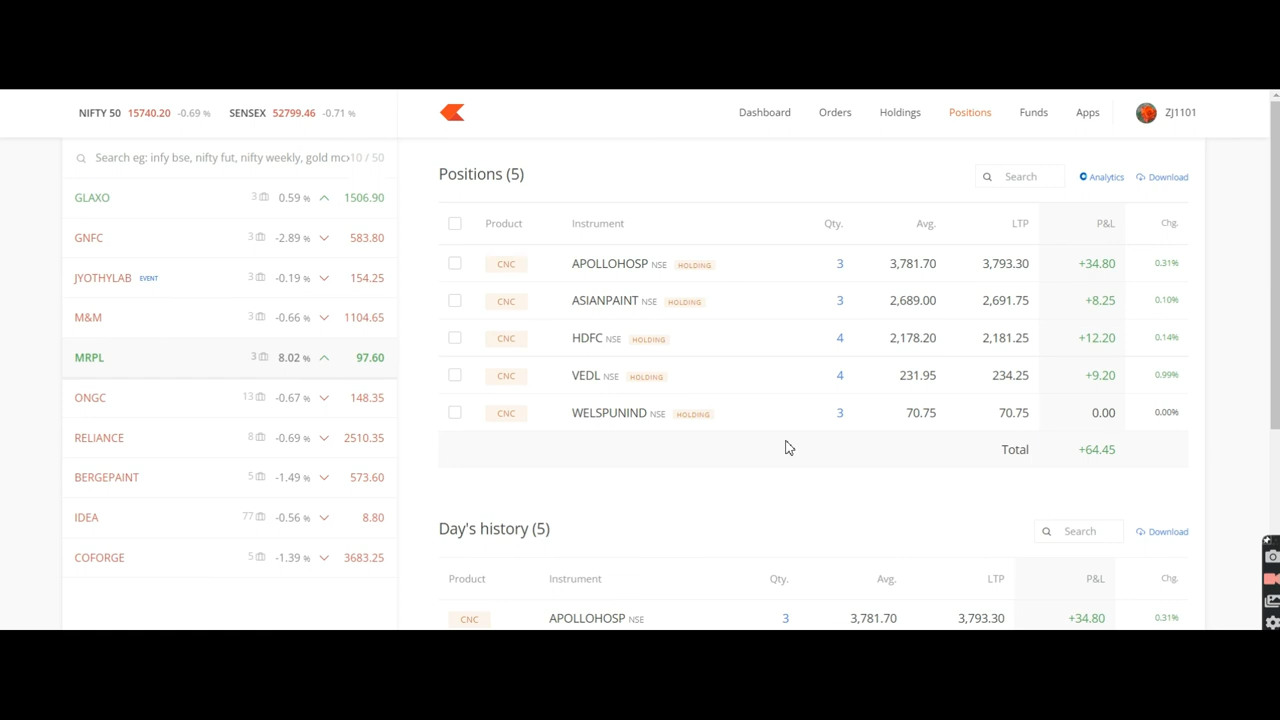 NIFTY 50 15740.20 -0.69 % SENSEX 52799.46 -0.71 %
Dashboard Orders Holdings Positions Funds Apps ZJ1101
Search eg: infy bse, nifty fut, nifty weekly, gold mc 10 / 50
GLAXO 3 0.59 % 1506.90
GNFC 3 -2.89 % 583.80
JYOTHYLAB EVENT 3 -0.19 % 154.25
M&M 3 -0.66 % 1104.65
MRPL 3 8.02 % 97.60
ONGC 13 -0.67 % 148.35
RELIANCE 8 -0.69 % 2510.35
BERGEPAINT 5 -1.49 % 573.60
IDEA 77 -0.56 % 8.80
COFORGE 5 -1.39 % 3683.25
Positions (5) Search Analytics Download
Product Instrument Qty. Avg. LTP P&L Chg.
CNC APOLLOHOSP NSE HOLDING 3 3,781.70 3,793.30 +34.80 0.31%
CNC ASIANPAINT NSE HOLDING 3 2,689.00 2,691.75 +8.25 0.10%
CNC HDFC NSE HOLDING 4 2,178.20 2,181.25 +12.20 0.14%
CNC VEDL NSE HOLDING 4 231.95 234.25 +9.20 0.99%
CNC WELSPUNIND NSE HOLDING 3 70.75 70.75 0.00 0.00%
Total +64.45
Day's history (5) Search Download
Product Instrument Qty. Avg. LTP P&L Chg.
CNC APOLLOHOSP NSE 3 3,781.70 3,793.30 +34.80 0.31%